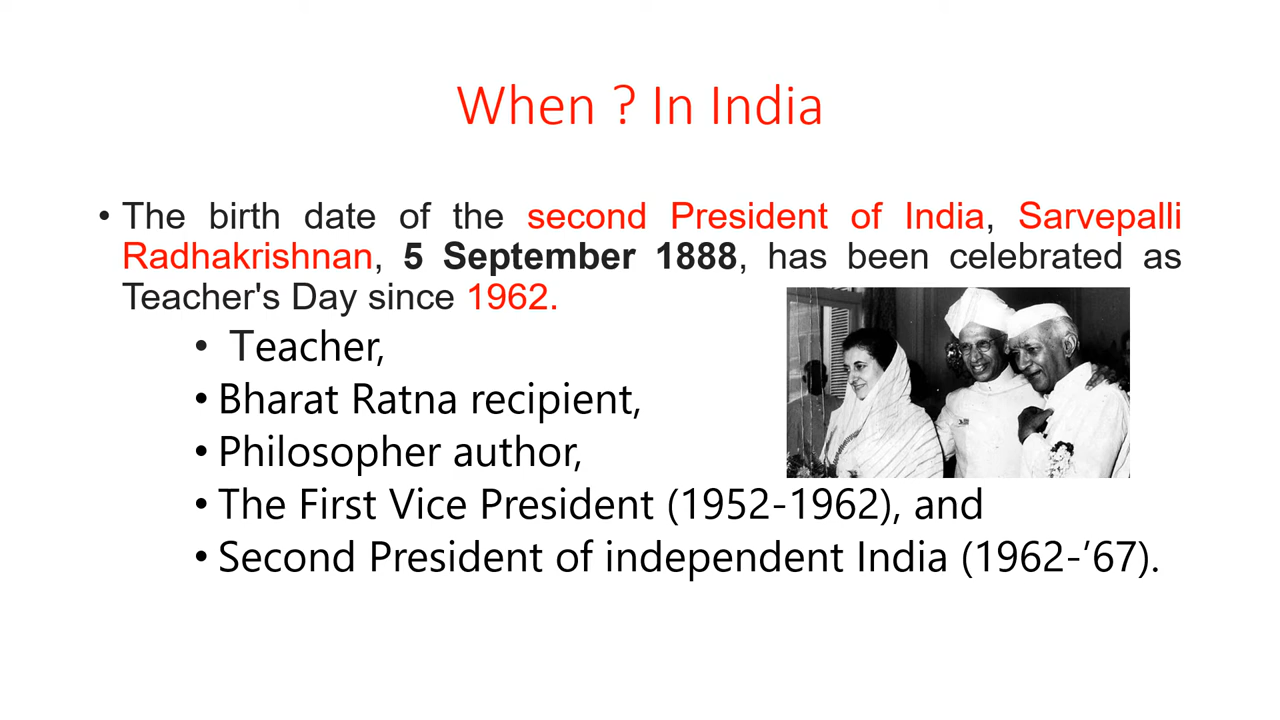 When ? In India
• The birth date of the second President of India, Sarvepalli
Radhakrishnan, 5 September 1888, has been celebrated as
Teacher's Day since 1962.
• Teacher,
• Bharat Ratna recipient,
• Philosopher author,
• The First Vice President (1952-1962), and
• Second President of independent India (1962-’67).